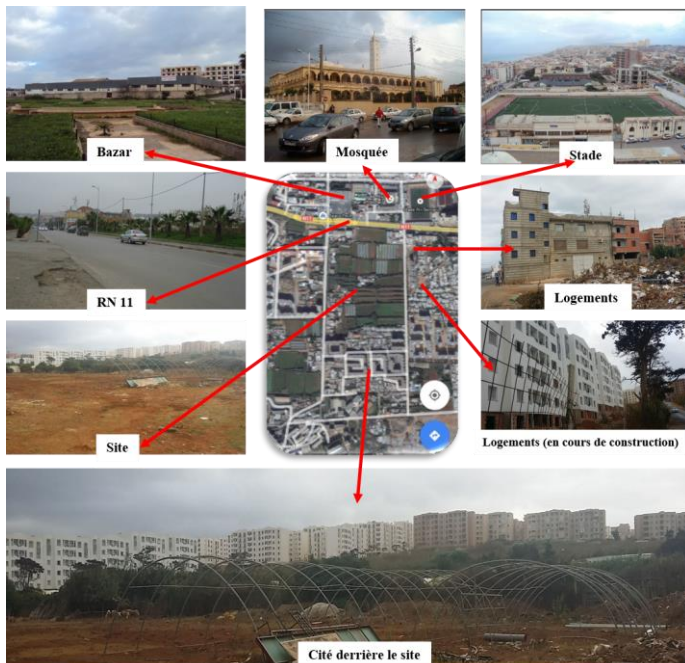 Bazar
Mosquée
Stade
RN 11
Logements
Site
Logements (en cours de construction)
Cité derrière le site